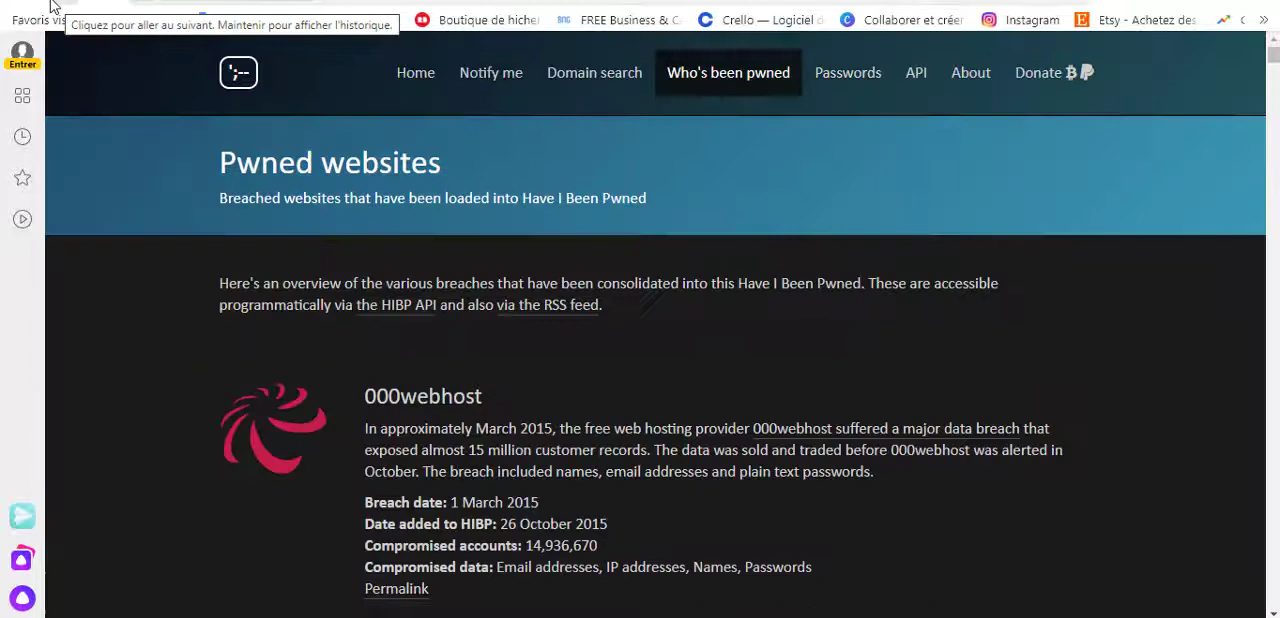 Favoris vis
Cliquez pour aller au suivant. Maintenir pour afficher l'historique.
Boutique de hichei
BNG
FREE Business & C
Crello — Logiciel d
Collaborer et créer
Instagram
E
Etsy - Achetez des
Entrer
';--
Home
Notify me
Domain search
Who's been pwned
Passwords
API
About
Donate
Pwned websites
Breached websites that have been loaded into Have I Been Pwned
Here's an overview of the various breaches that have been consolidated into this Have I Been Pwned. These are accessible
programmatically via the HIBP API and also via the RSS feed.
000webhost
In approximately March 2015, the free web hosting provider 000webhost suffered a major data breach that
exposed almost 15 million customer records. The data was sold and traded before 000webhost was alerted in
October. The breach included names, email addresses and plain text passwords.
Breach date: 1 March 2015
Date added to HIBP: 26 October 2015
Compromised accounts: 14,936,670
Compromised data: Email addresses, IP addresses, Names, Passwords
Permalink